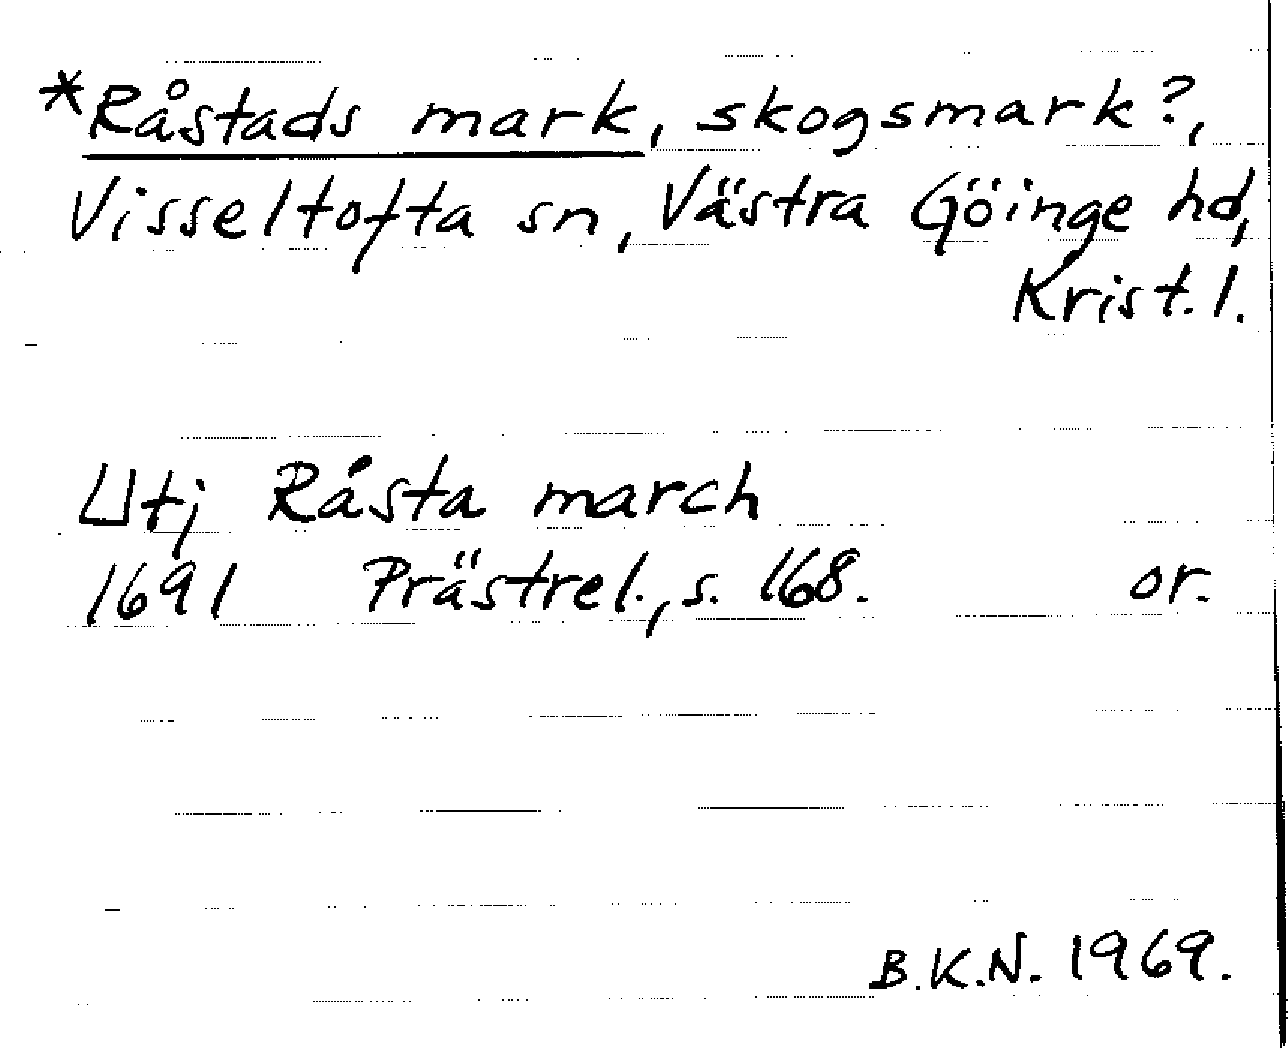 *Råstads mark, skogsmark?,
Visseltofta sn, Västra Göinge hd,
Krist. l.
Utj Råsta march
1691 Prästrel., s. 168. or.
B.K.N. 1969.